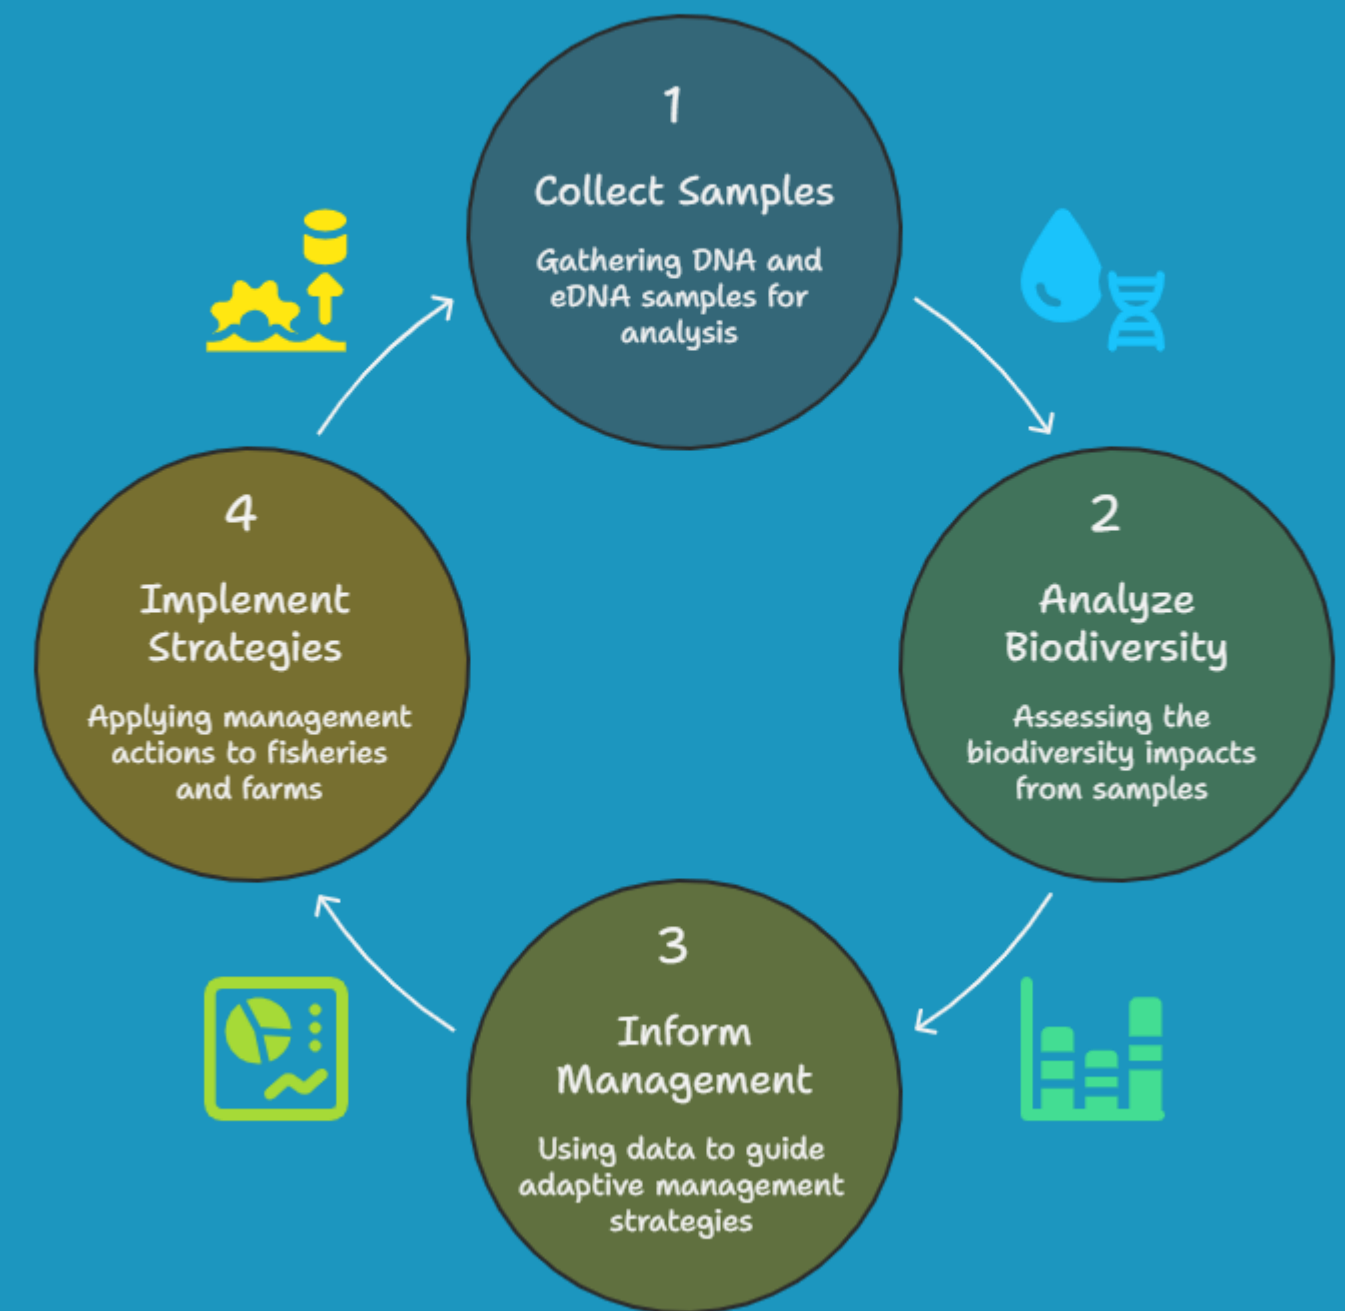 1
Collect Samples
Gathering DNA and
eDNA samples for
analysis
2
Analyze
Biodiversity
Assessing the
biodiversity impacts
from samples
3
Inform
Management
Using data to guide
adaptive management
strategies
4
Implement
Strategies
Applying management
actions to fisheries
and farms